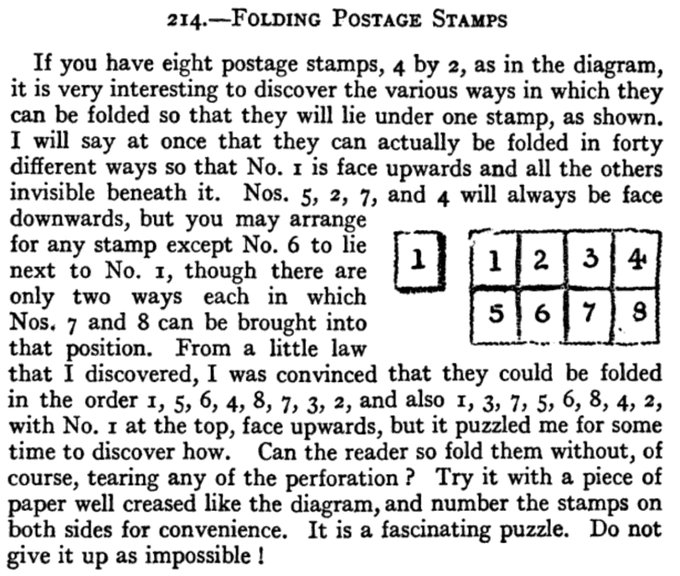 214.—FOLDING POSTAGE STAMPS
If you have eight postage stamps, 4 by 2, as in the diagram,
it is very interesting to discover the various ways in which they
can be folded so that they will lie under one stamp, as shown.
I will say at once that they can actually be folded in forty
different ways so that No. 1 is face upwards and all the others
invisible beneath it. Nos. 5, 2, 7, and 4 will always be face
downwards, but you may arrange
for any stamp except No. 6 to lie
next to No. 1, though there are
only two ways each in which
Nos. 7 and 8 can be brought into
that position. From a little law
1
1 2 3 4
5 6 7 8
that I discovered, I was convinced that they could be folded
in the order 1, 5, 6, 4, 8, 7, 3, 2, and also 1, 3, 7, 5, 6, 8, 4, 2,
with No. 1 at the top, face upwards, but it puzzled me for some
time to discover how. Can the reader so fold them without, of
course, tearing any of the perforation ? Try it with a piece of
paper well creased like the diagram, and number the stamps on
both sides for convenience. It is a fascinating puzzle. Do not
give it up as impossible !